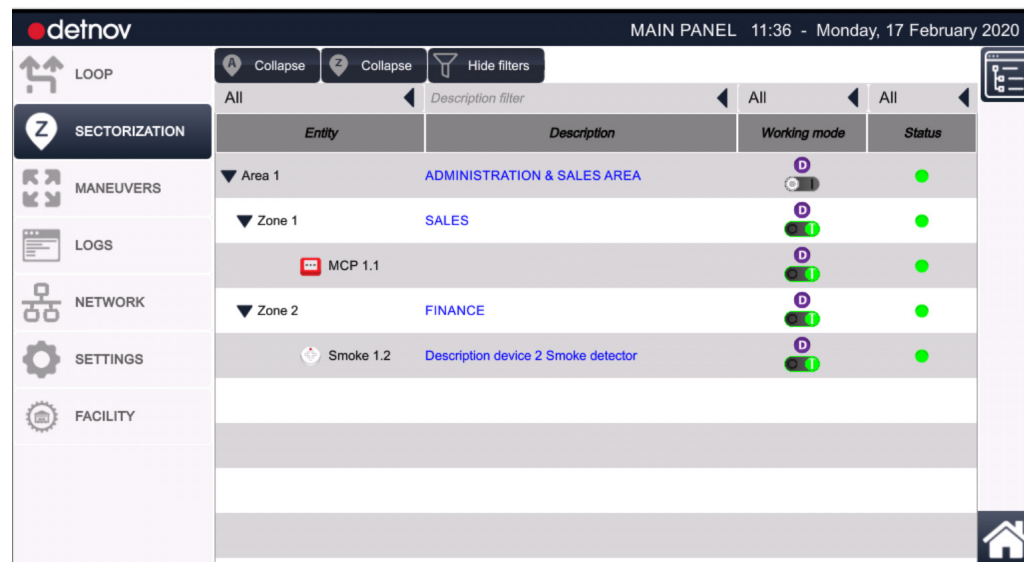 detnov
MAIN PANEL 11:36 - Monday, 17 February 2020
LOOP
SECTORIZATION
MANEUVERS
LOGS
NETWORK
SETTINGS
FACILITY
A Collapse Z Collapse Hide filters
All Description filter All All
Entity Description Working mode Status
Area 1 ADMINISTRATION & SALES AREA D
Zone 1 SALES D
MCP 1.1 D
Zone 2 FINANCE D
Smoke 1.2 Description device 2 Smoke detector D